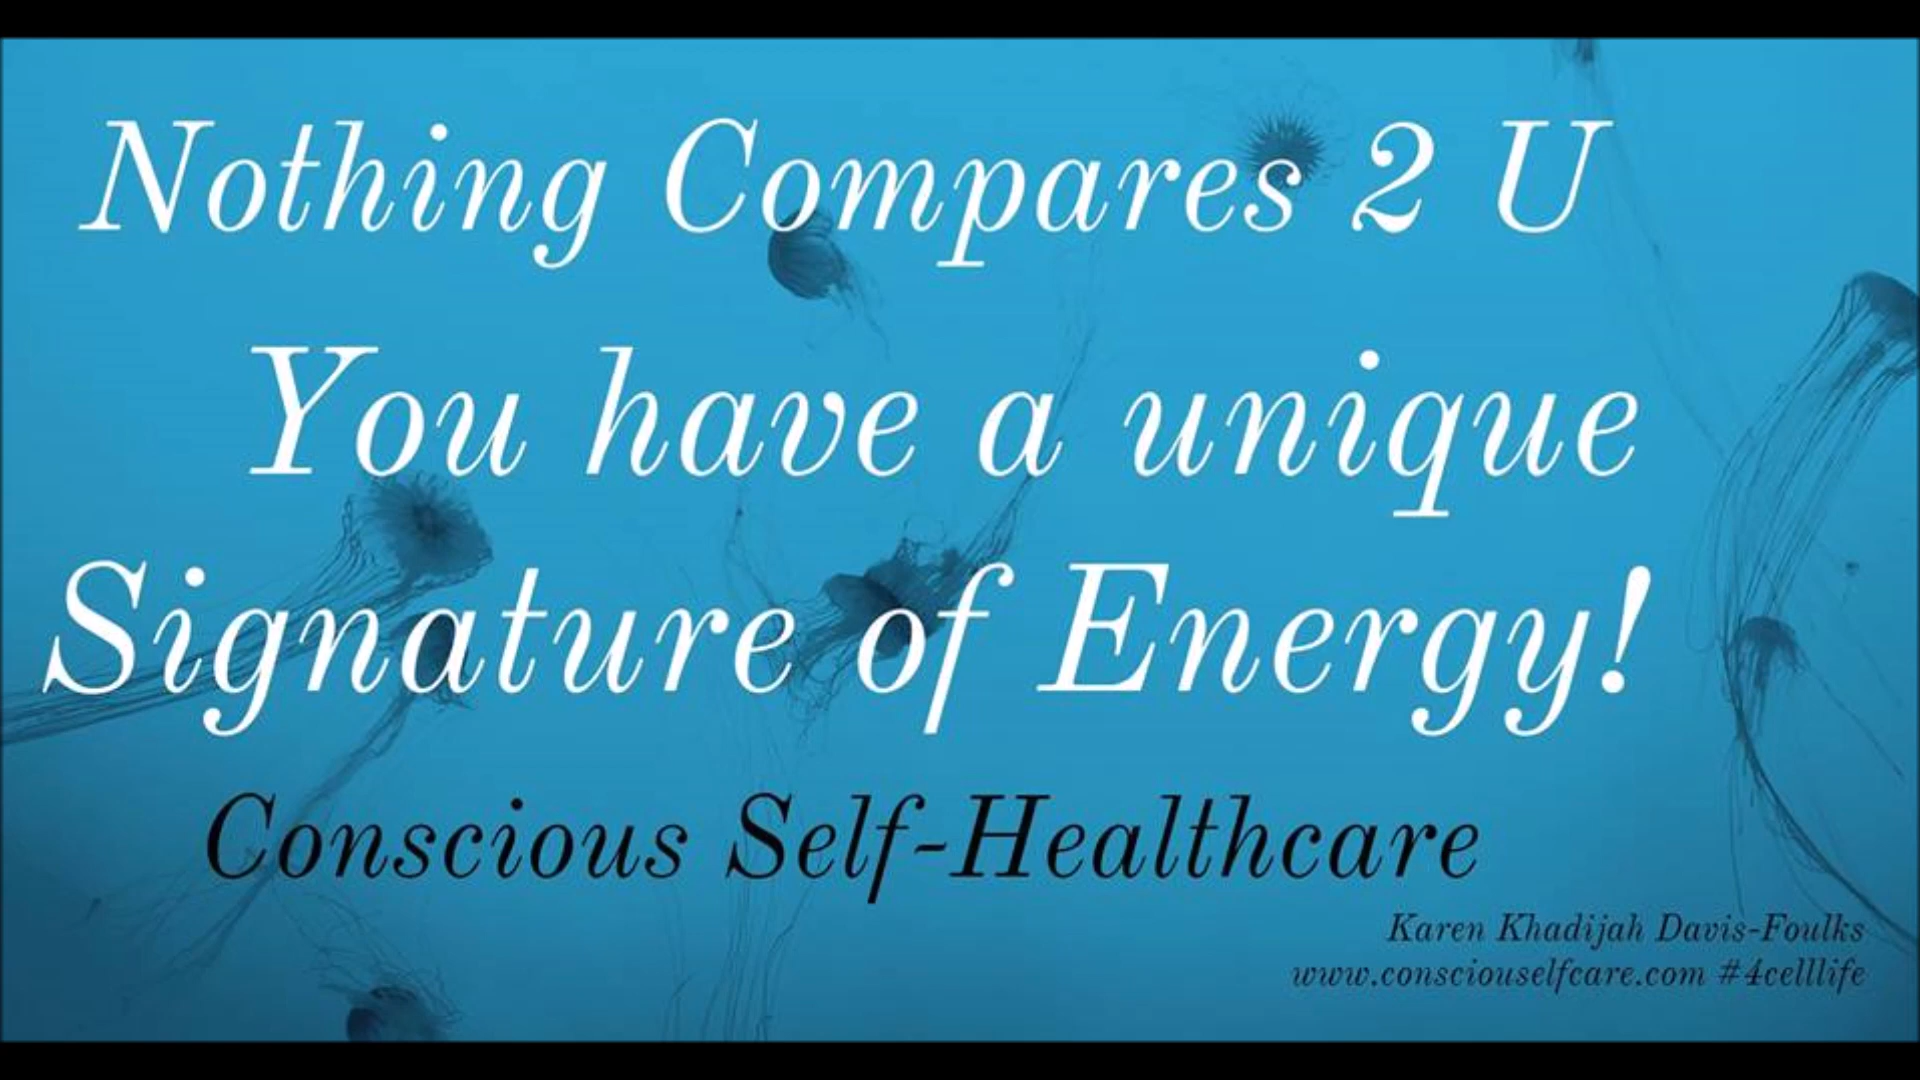 Nothing Compares 2 U
You have a unique
Signature of Energy!
Conscious Self-Healthcare
Karen Khadijah Davis-Foulks
www.consciouselfcare.com #4celllife